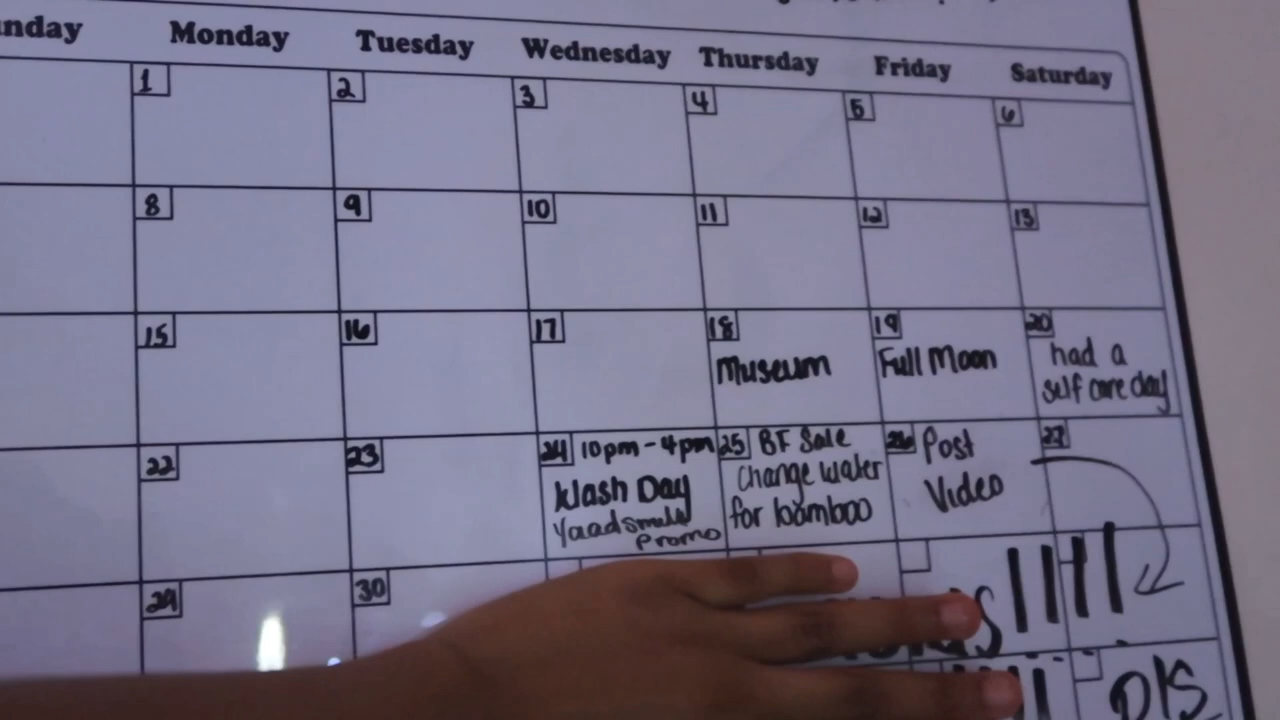 nday Monday Tuesday Wednesday Thursday Friday Saturday
1 2 3 4 5 6
8 9 10 11 12 13
15 16 17 18 19 20
Museum
Full Moon
had a
self care day
22 23 24 25 26 27
10pm-4pm
Wash Day
Yaadsmels
Promo
BF Sale
Change water
for bamboo
Post
Video
29 30
DIS